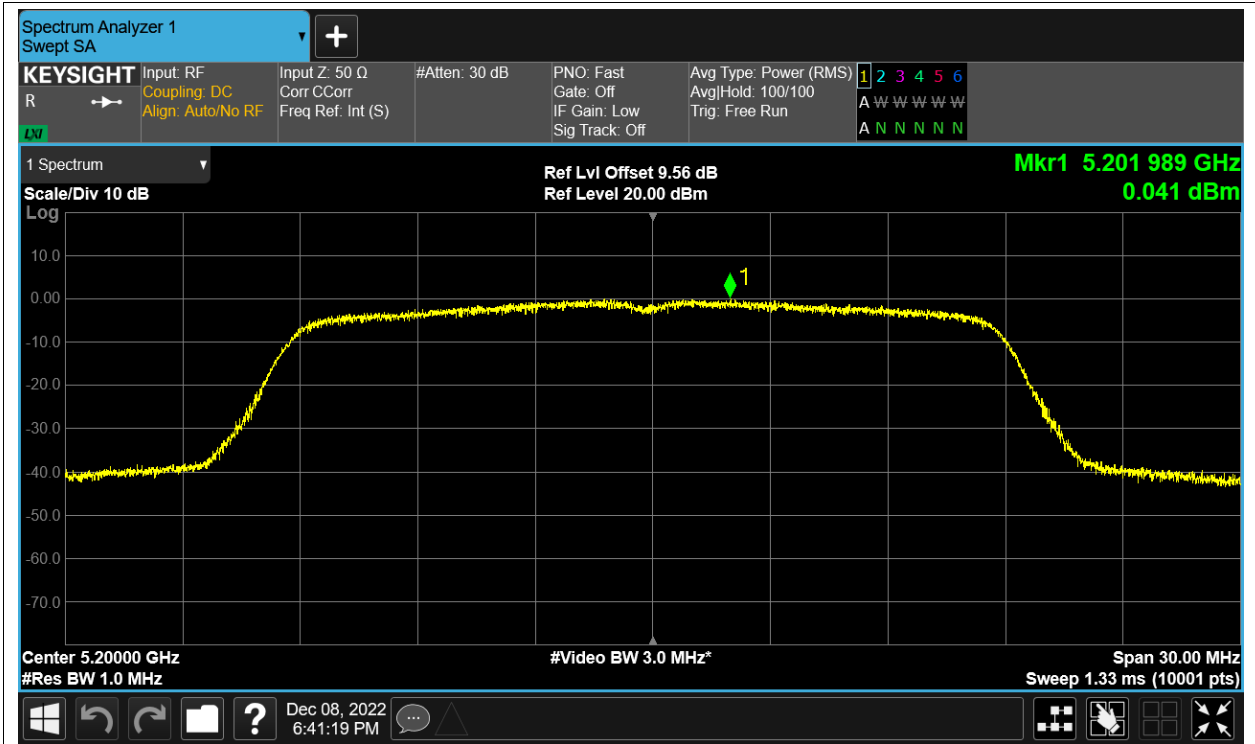 Spectrum Analyzer 1
Swept SA
KEYSIGHT
R
LXI
Input: RF
Coupling: DC
Align: Auto/No RF
Input Z: 50 Ω
Corr CCorr
Freq Ref: Int (S)
#Atten: 30 dB
PNO: Fast
Gate: Off
IF Gain: Low
Sig Track: Off
Avg Type: Power (RMS)
Avg|Hold: 100/100
Trig: Free Run
1 2 3 4 5 6
A W W W W W
A N N N N N
1 Spectrum
Scale/Div 10 dB
Log
Ref Lvl Offset 9.56 dB
Ref Level 20.00 dBm
Mkr1 5.201 989 GHz
0.041 dBm
1
10.0
0.00
-10.0
-20.0
-30.0
-40.0
-50.0
-60.0
-70.0
Center 5.20000 GHz
#Res BW 1.0 MHz
#Video BW 3.0 MHz*
Span 30.00 MHz
Sweep 1.33 ms (10001 pts)
?
Dec 08, 2022
6:41:19 PM